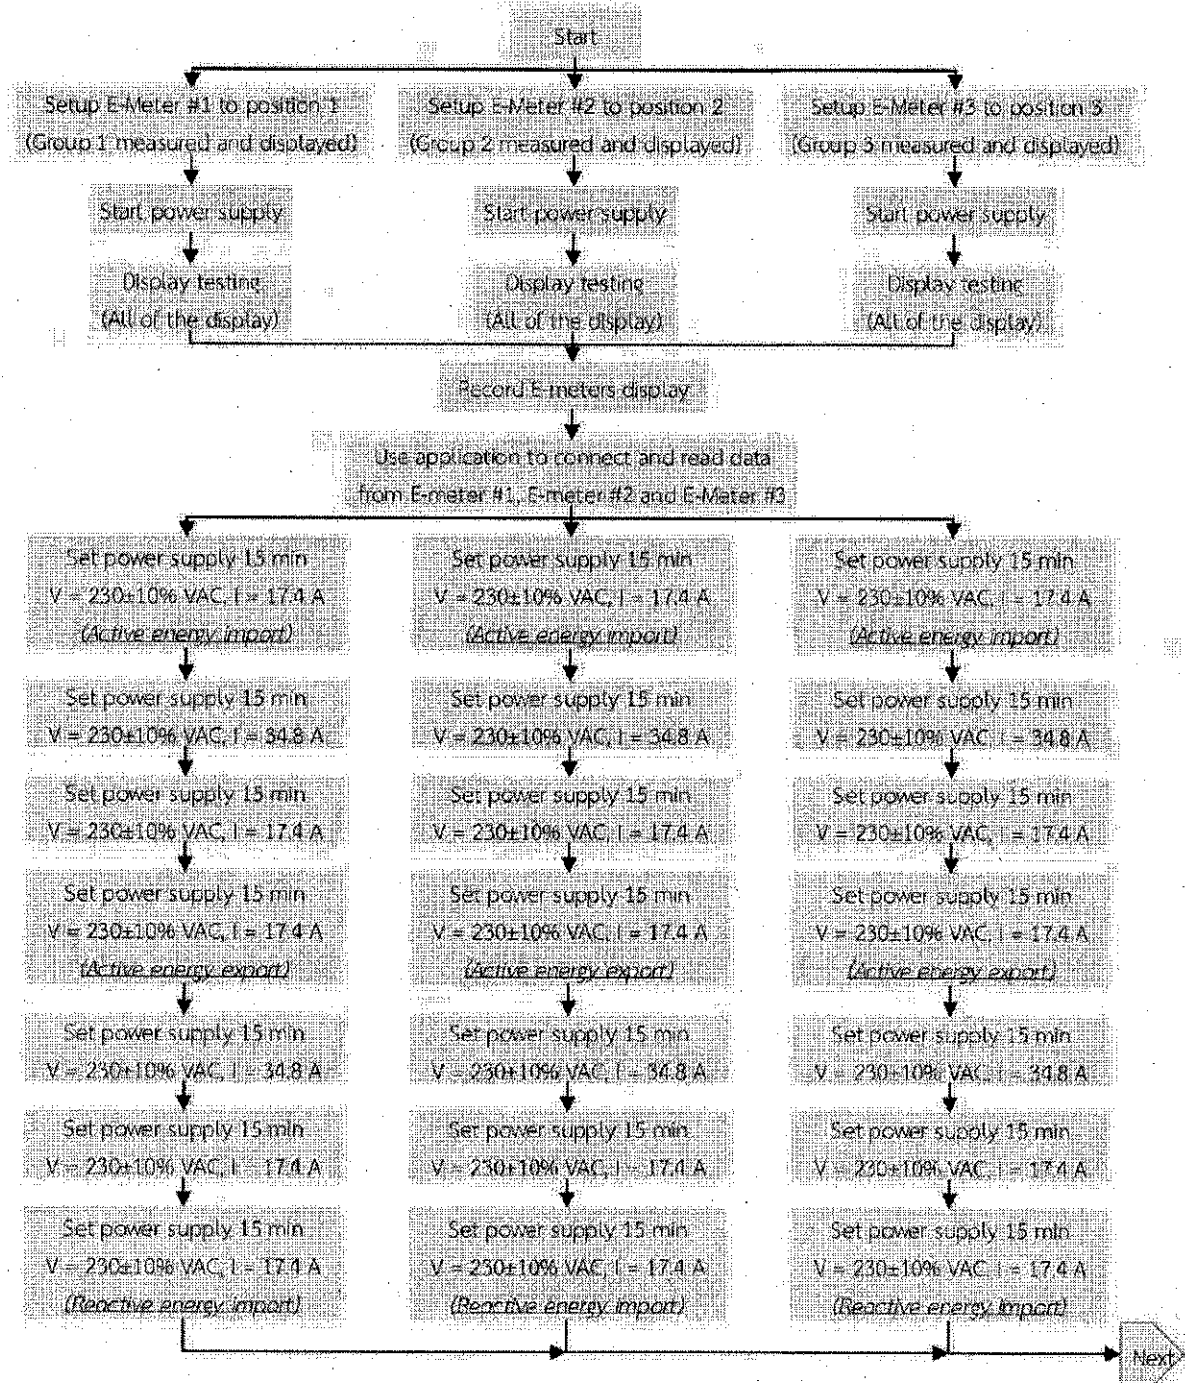 Start
Setup E-Meter #1 to position 1
(Group 1 measured and displayed)
Setup E-Meter #2 to position 2
(Group 2 measured and displayed)
Setup E-Meter #3 to position 3
(Group 3 measured and displayed)
Start power supply
Start power supply
Start power supply
Display testing
(All of the display)
Display testing
(All of the display)
Display testing
(All of the display)
Record E-meters display
Use application to connect and read data
from E-meter #1, E-meter #2 and E-Meter #3
Set power supply 15 min
V = 230±10% VAC, I = 17.4 A
(Active energy import)
Set power supply 15 min
V = 230±10% VAC, I = 17.4 A
(Active energy import)
Set power supply 15 min
V = 230±10% VAC, I = 17.4 A
(Active energy import)
Set power supply 15 min
V = 230±10% VAC, I = 34.8 A
Set power supply 15 min
V = 230±10% VAC, I = 34.8 A
Set power supply 15 min
V = 230±10% VAC, I = 34.8 A
Set power supply 15 min
V = 230±10% VAC, I = 17.4 A
Set power supply 15 min
V = 230±10% VAC, I = 17.4 A
Set power supply 15 min
V = 230±10% VAC, I = 17.4 A
Set power supply 15 min
V = 230±10% VAC, I = 17.4 A
(Active energy export)
Set power supply 15 min
V = 230±10% VAC, I = 17.4 A
(Active energy export)
Set power supply 15 min
V = 230±10% VAC, I = 17.4 A
(Active energy export)
Set power supply 15 min
V = 230±10% VAC, I = 34.8 A
Set power supply 15 min
V = 230±10% VAC, I = 34.8 A
Set power supply 15 min
V = 230±10% VAC, I = 34.8 A
Set power supply 15 min
V = 230±10% VAC, I = 17.4 A
Set power supply 15 min
V = 230±10% VAC, I = 17.4 A
Set power supply 15 min
V = 230±10% VAC, I = 17.4 A
Set power supply 15 min
V = 230±10% VAC, I = 17.4 A
(Reactive energy import)
Set power supply 15 min
V = 230±10% VAC, I = 17.4 A
(Reactive energy import)
Set power supply 15 min
V = 230±10% VAC, I = 17.4 A
(Reactive energy import)
Next